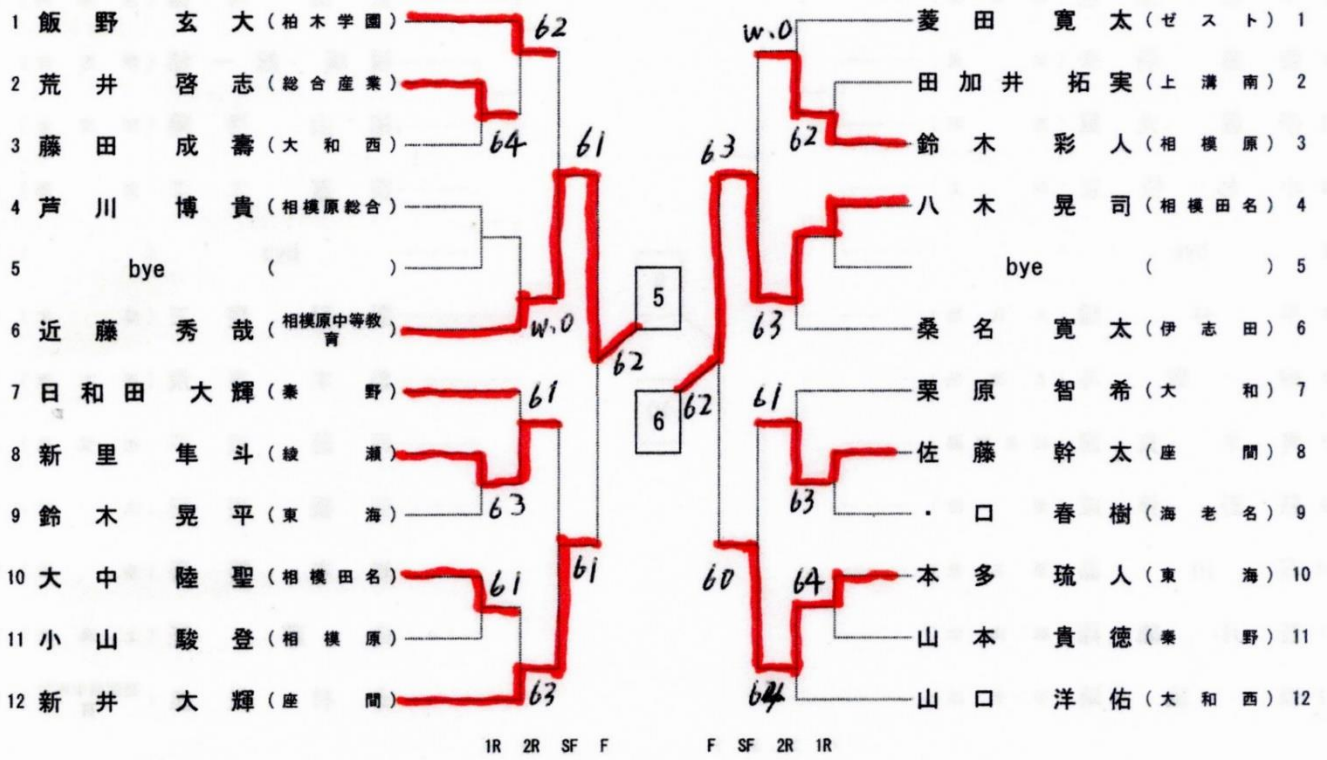 1 飯野 玄大 (柏木学園)
62
2 荒井 啓志 (総合産業)
64
3 藤田 成壽 (大和西)
61
4 芦川 博貴 (相模原総合)
5 bye ( )
6 近藤 秀哉 (相模原中等教育)
w.o
62
7 日和田 大輝 (秦野)
61
8 新里 隼斗 (綾瀬)
63
9 鈴木 晃平 (東海)
61
10 大中 陸聖 (相模田名)
61
11 小山 駿登 (相模原)
12 新井 大輝 (座間)
63
1R 2R SF F
5
6
菱田 寛太 (ゼスト) 1
w.o
田加井 拓実 (上溝南) 2
62
鈴木 彩人 (相模原) 3
63
八木 晃司 (相模田名) 4
bye ( ) 5
63
桑名 寛太 (伊志田) 6
62
栗原 智希 (大和) 7
61
佐藤 幹太 (座間) 8
63
・口 春樹 (海老名) 9
60
64
本多 琉人 (東海) 10
山本 貴徳 (秦野) 11
山口 洋佑 (大和西) 12
F SF 2R 1R